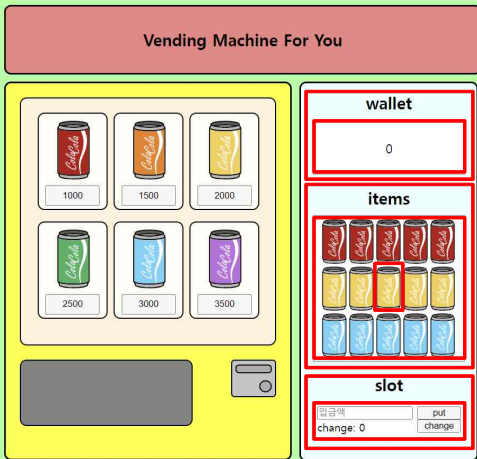 Vending Machine For You
1000
1500
2000
2500
3000
3500
wallet
0
items
slot
입금액
put
change: 0
change